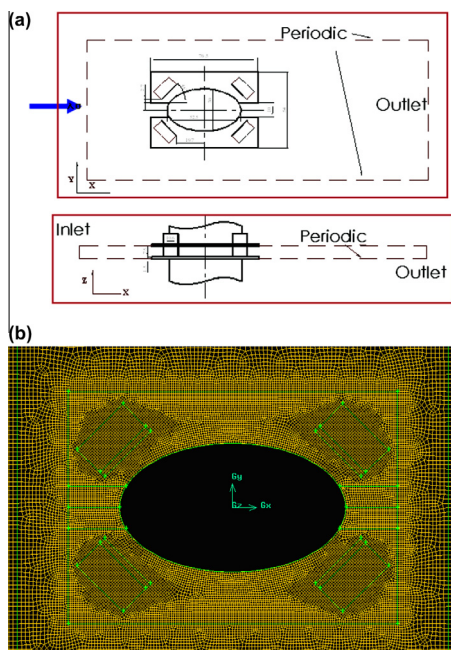 (a)
Periodic
Outlet
Y
X
Inlet
Periodic
Outlet
Z
X
(b)
Gy
Gz
Gx